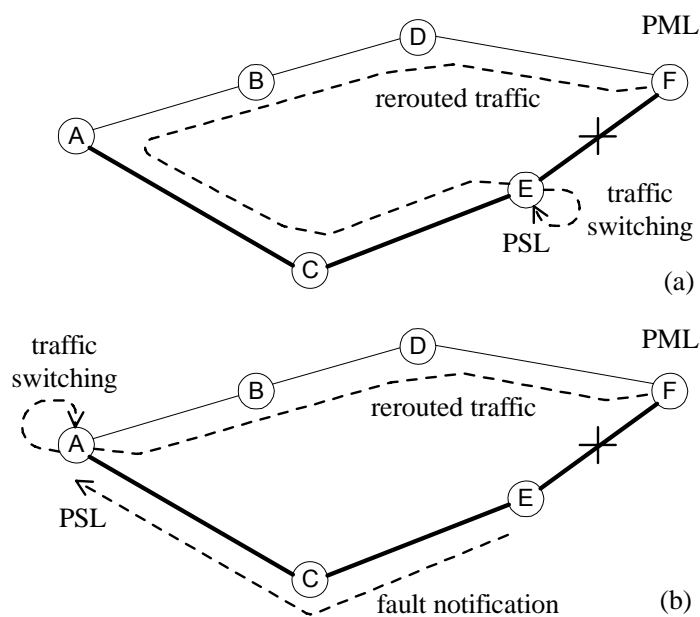 D
PML
B
F
rerouted traffic
A
E
traffic
switching
PSL
C
(a)
D
PML
traffic
switching
B
F
rerouted traffic
A
E
PSL
C
fault notification
(b)